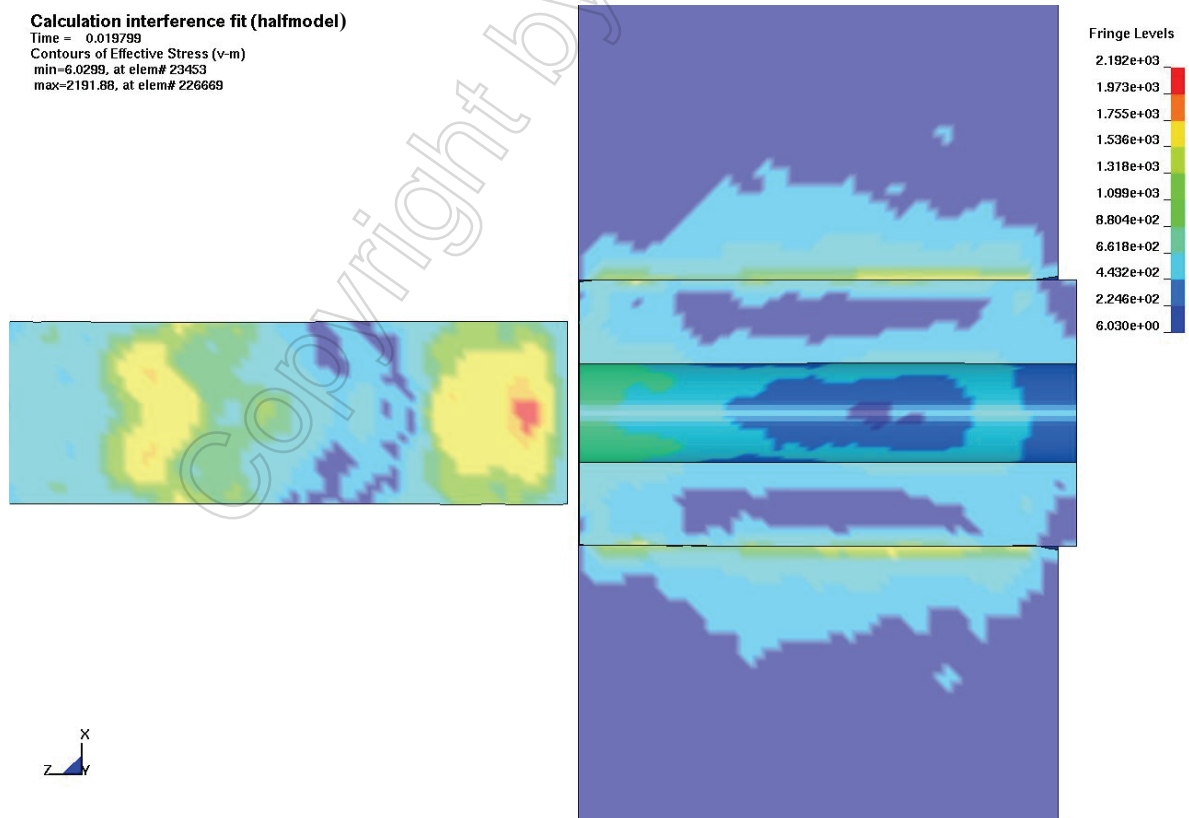 Calculation interference fit (halfmodel)
Time = 0.019799
Contours of Effective Stress (v-m)
min=6.0299, at elem# 23453
max=2191.88, at elem# 226669
Fringe Levels
2.192e+03
1.973e+03
1.755e+03
1.536e+03
1.318e+03
1.099e+03
8.804e+02
6.618e+02
4.432e+02
2.246e+02
6.030e+00
Copyright by
X
Z
Y